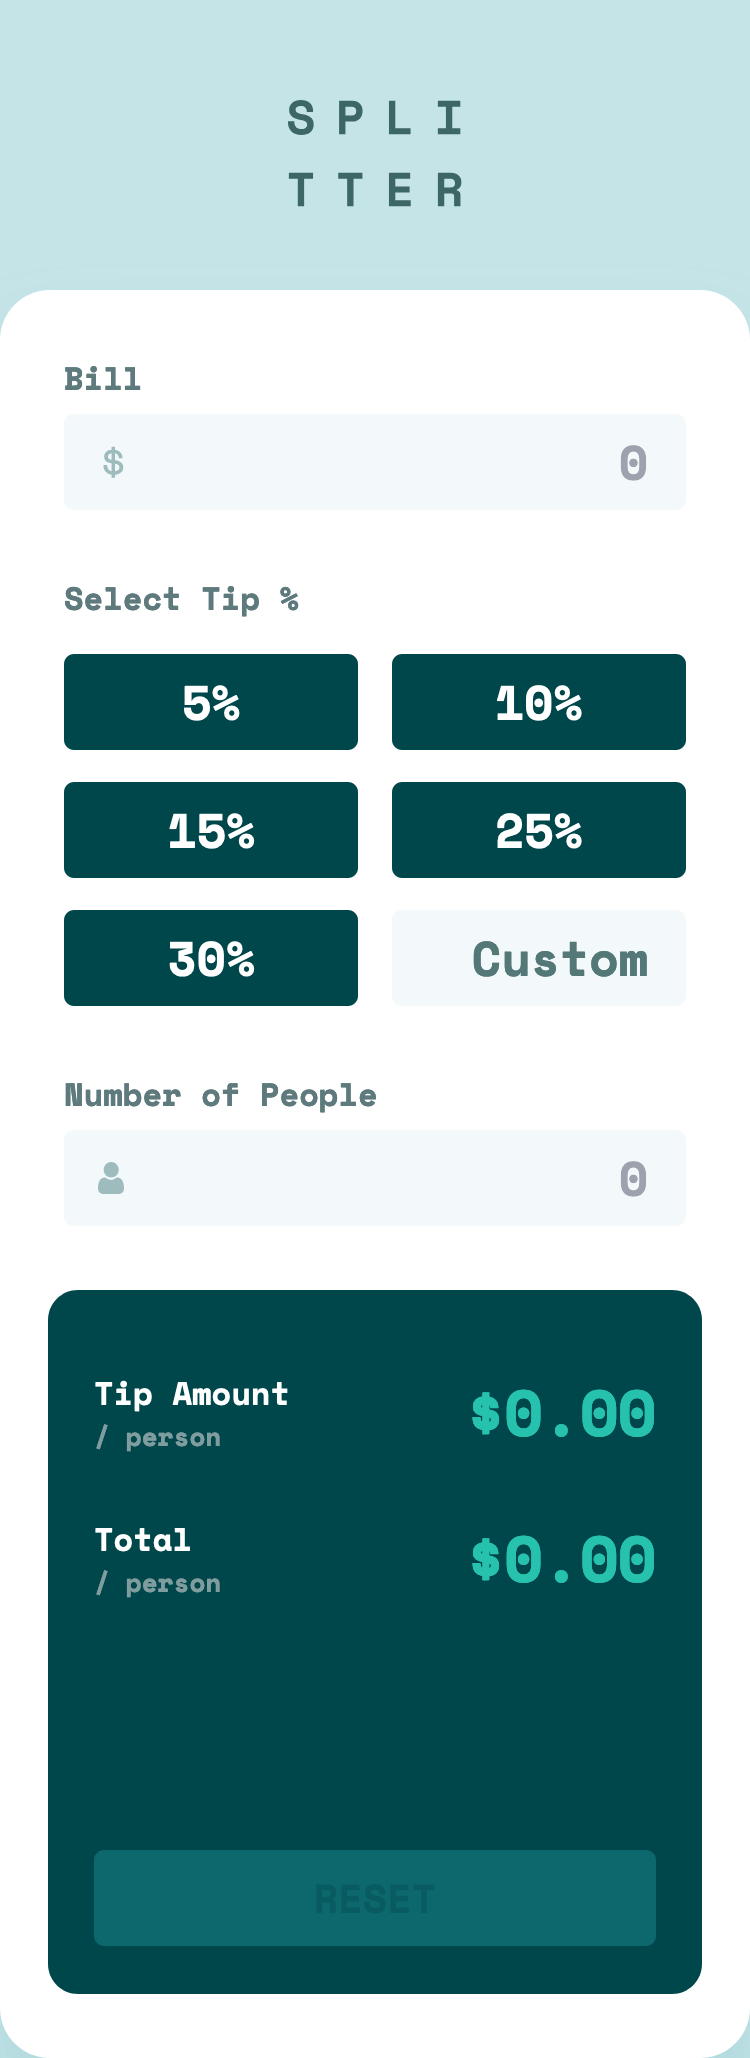 SPLI
TTER
Bill
$ 0
Select Tip %
5% 10%
15% 25%
30% Custom
Number of People
0
Tip Amount
/ person
$0.00
Total
/ person
$0.00
RESET